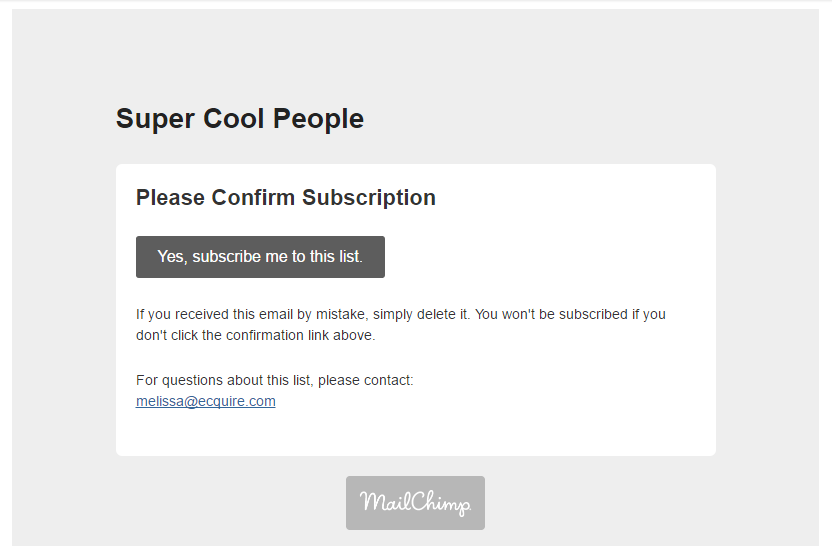 Super Cool People
Please Confirm Subscription
Yes, subscribe me to this list.
If you received this email by mistake, simply delete it. You won't be subscribed if you
don't click the confirmation link above.
For questions about this list, please contact:
melissa@ecquire.com
MailChimp